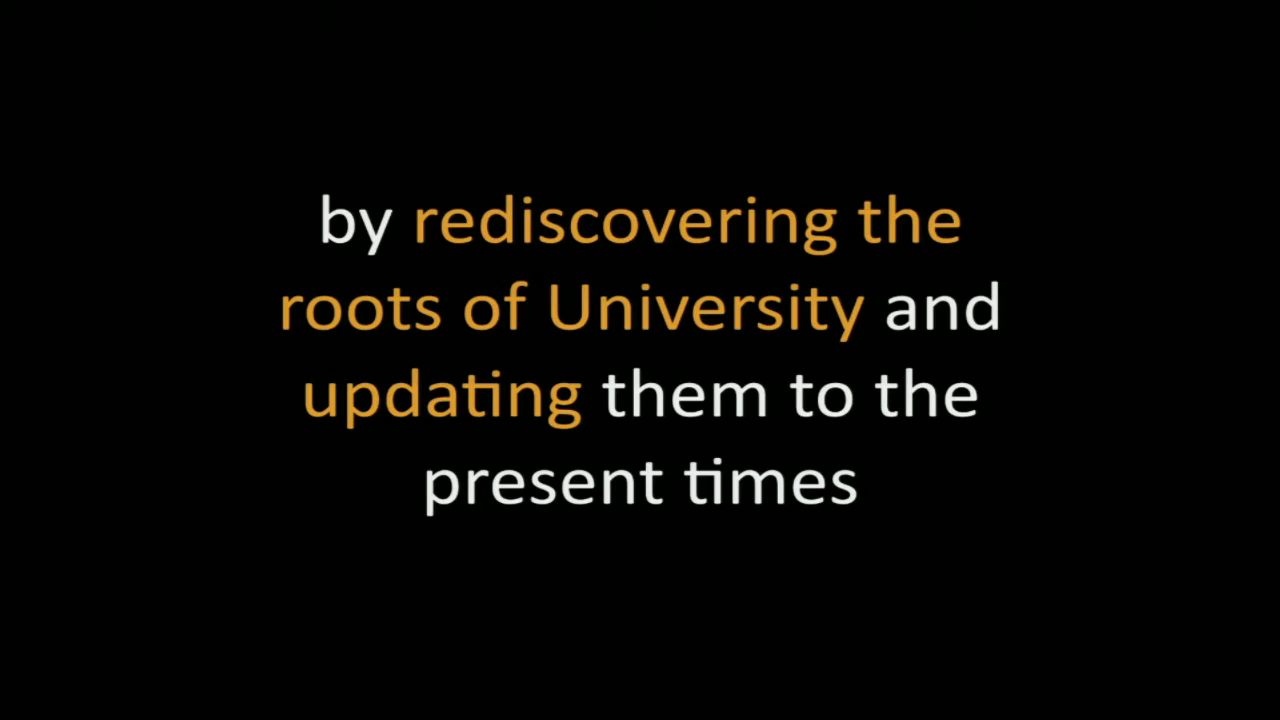 by rediscovering the
roots of University and
updating them to the
present times